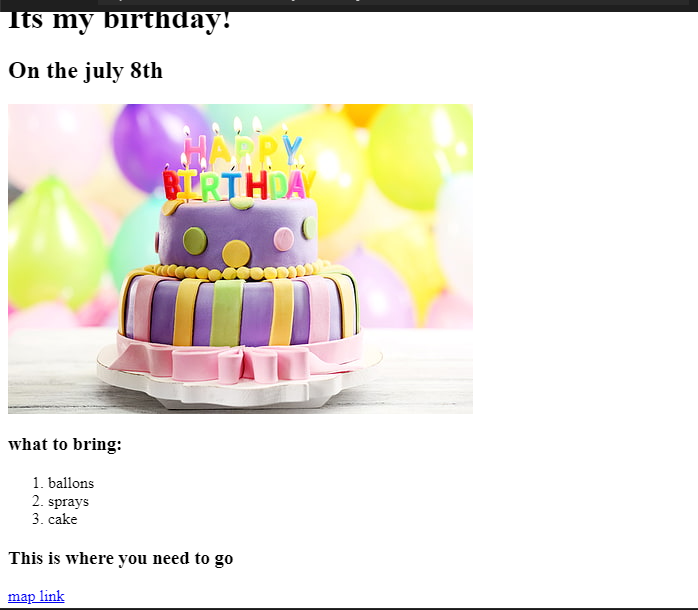 Its my birthday!
On the july 8th
HAPPY
BIRTHDAY
what to bring:
1. ballons
2. sprays
3. cake
This is where you need to go
map link